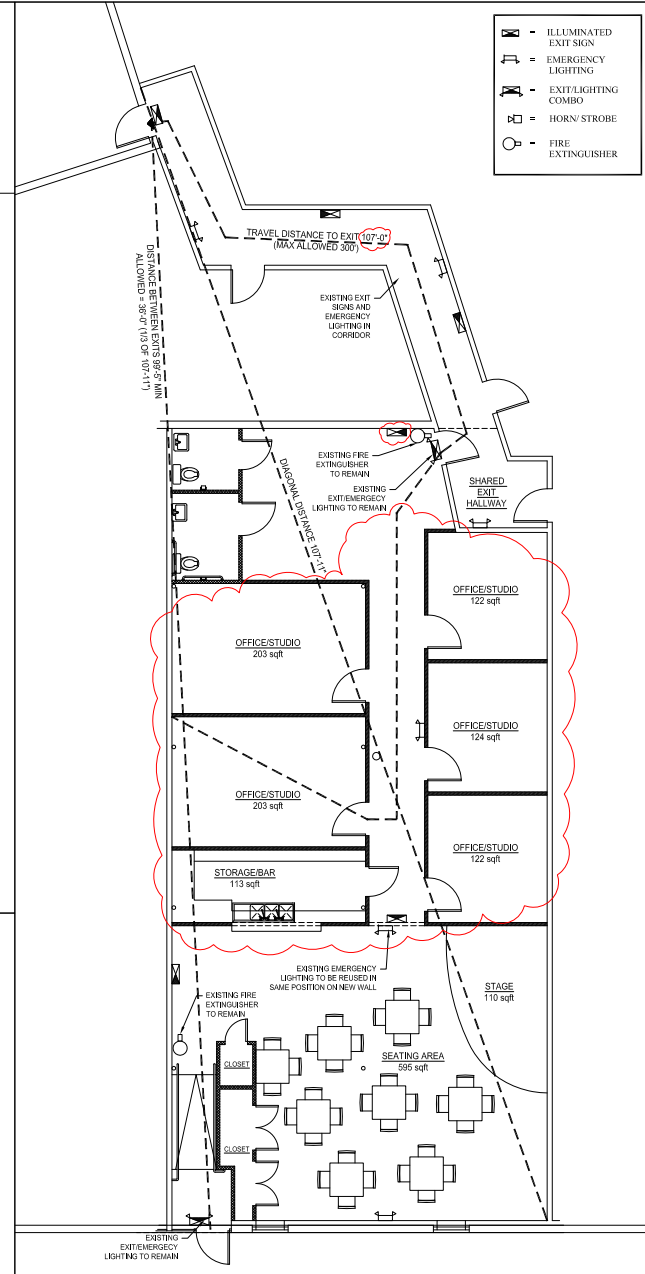 - ILLUMINATED
EXIT SIGN
= EMERGENCY
LIGHTING
- EXIT/LIGHTING
COMBO
= HORN/ STROBE
- FIRE
EXTINGUISHER
TRAVEL DISTANCE TO EXIT 107'-0"
(MAX ALLOWED 300')
DISTANCE BETWEEN EXITS 99'-5" MIN
ALLOWED = 36'-0" (1/3 OF 107'-11")
EXISTING EXIT
SIGNS AND
EMERGENCY
LIGHTING IN
CORRIDOR
EXISTING FIRE
EXTINGUISHER
TO REMAIN
EXISTING
EXIT/EMERGECY
LIGHTING TO REMAIN
SHARED
EXIT
HALLWAY
DIAGONAL DISTANCE 107'-11"
OFFICE/STUDIO
122 sqft
OFFICE/STUDIO
203 sqft
OFFICE/STUDIO
124 sqft
OFFICE/STUDIO
203 sqft
OFFICE/STUDIO
122 sqft
STORAGE/BAR
113 sqft
EXISTING EMERGENCY
LIGHTING TO BE REUSED IN
SAME POSITION ON NEW WALL
STAGE
110 sqft
EXISTING FIRE
EXTINGUISHER
TO REMAIN
SEATING AREA
595 sqft
CLOSET
CLOSET
EXISTING
EXIT/EMERGECY
LIGHTING TO REMAIN